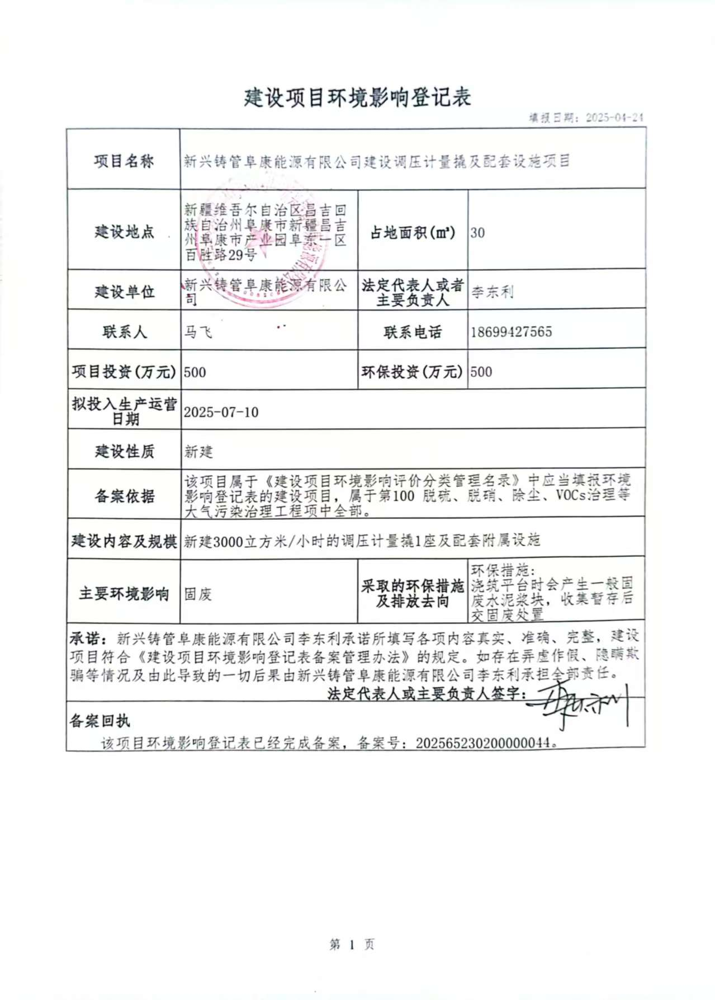 建设项目环境影响登记表
填报日期：2025-04-24
项目名称
新兴铸管阜康能源有限公司建设调压计量撬及配套设施项目
建设地点
新疆维吾尔自治区昌吉回
族自治州阜康市新疆昌吉
州阜康市产业园阜东一区
百胜路29号
占地面积(㎡)
30
建设单位
新兴铸管阜康能源有限公
司
法定代表人或者
主要负责人
李东利
联系人
马飞
联系电话
18699427565
项目投资(万元)
500
环保投资(万元)
500
拟投入生产运营
日期
2025-07-10
建设性质
新建
备案依据
该项目属于《建设项目环境影响评价分类管理名录》中应当填报环境
影响登记表的建设项目，属于第100 脱硫、脱硝、除尘、VOCs治理等
大气污染治理工程项中全部。
建设内容及规模
新建3000立方米/小时的调压计量撬1座及配套附属设施
主要环境影响
固废
采取的环保措施
及排放去向
环保措施：
浇筑平台时会产生一般固
废水泥浆块，收集暂存后
交固废处置
承诺：新兴铸管阜康能源有限公司李东利承诺所填写各项内容真实、准确、完整，建设
项目符合《建设项目环境影响登记表备案管理办法》的规定。如存在弄虚作假、隐瞒欺
骗等情况及由此导致的一切后果由新兴铸管阜康能源有限公司李东利承担全部责任。
法定代表人或主要负责人签字：李东利
备案回执
该项目环境影响登记表已经完成备案，备案号：202565230200000044。
第 1 页